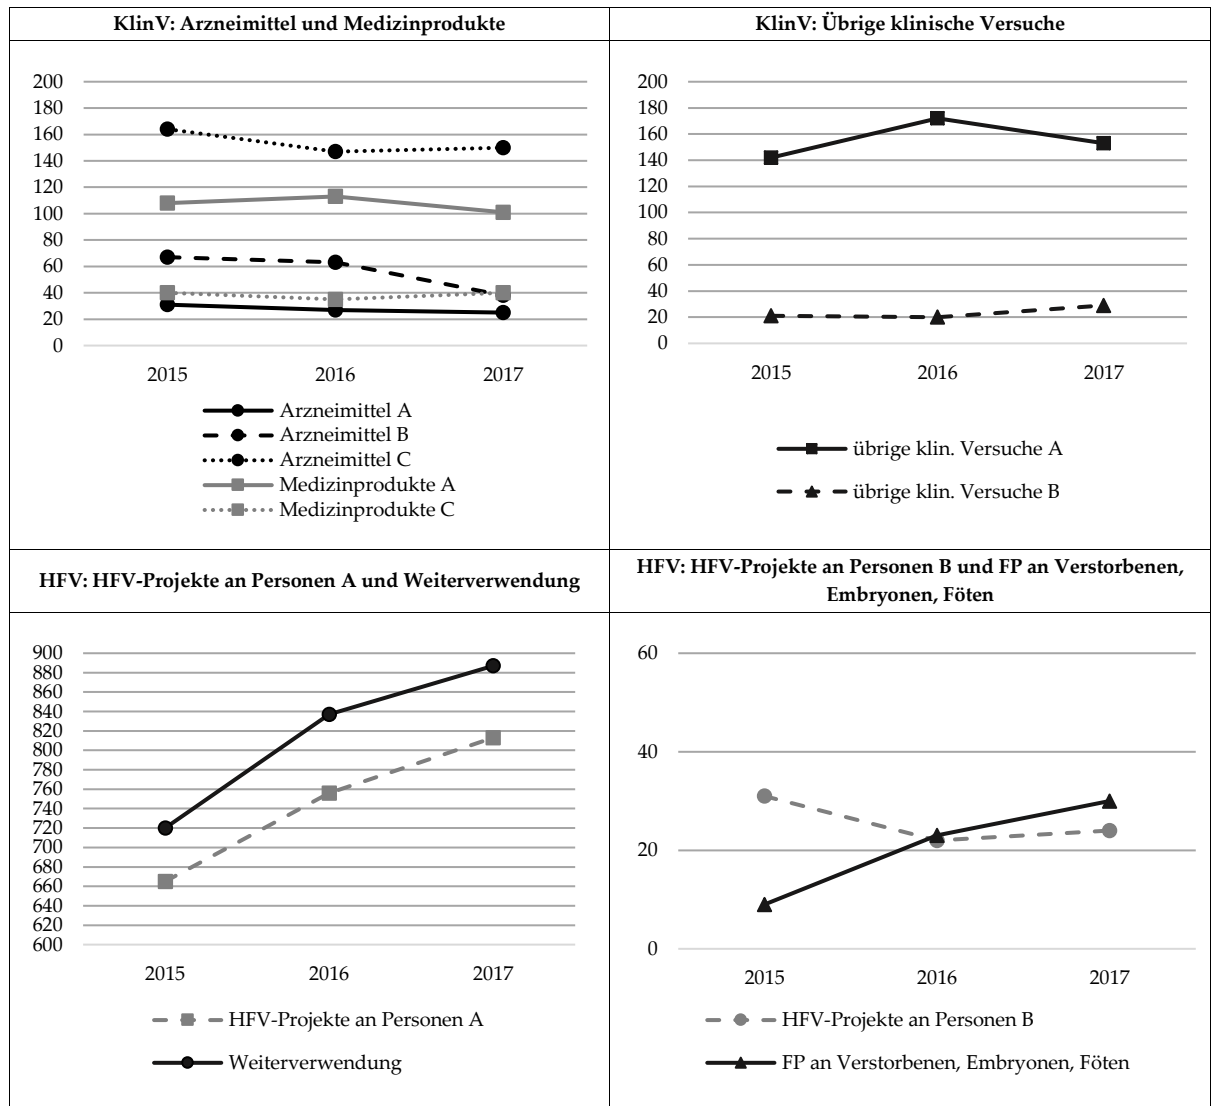 KlinV: Arzneimittel und Medizinprodukte
200
180
160
140
120
100
80
60
40
20
0
2015 2016 2017
Arzneimittel A
Arzneimittel B
Arzneimittel C
Medizinprodukte A
Medizinprodukte C
KlinV: Übrige klinische Versuche
200
180
160
140
120
100
80
60
40
20
0
2015 2016 2017
übrige klin. Versuche A
übrige klin. Versuche B
HFV: HFV-Projekte an Personen A und Weiterverwendung
900
880
860
840
820
800
780
760
740
720
700
680
660
640
620
600
2015 2016 2017
HFV-Projekte an Personen A
Weiterverwendung
HFV: HFV-Projekte an Personen B und FP an Verstorbenen,
Embryonen, Föten
60
40
20
0
2015 2016 2017
HFV-Projekte an Personen B
FP an Verstorbenen, Embryonen, Föten